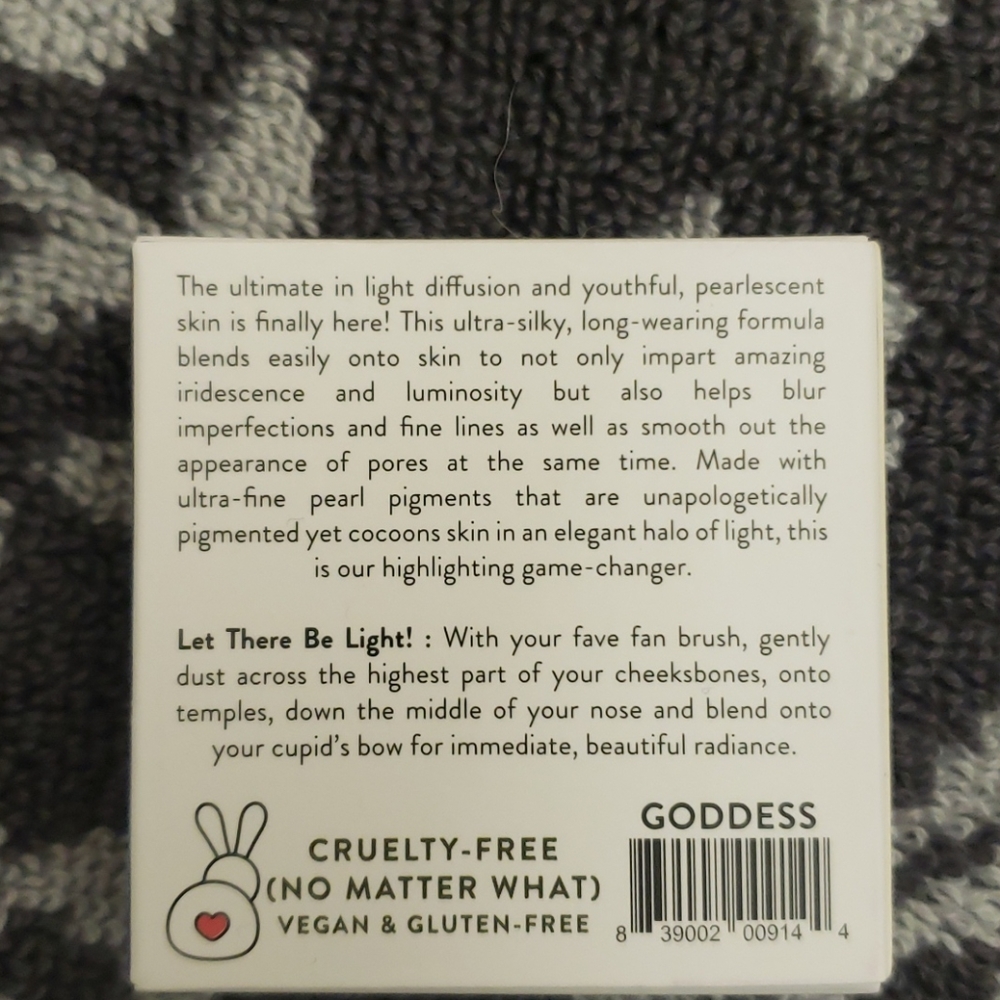 The ultimate in light diffusion and youthful, pearlescent
skin is finally here! This ultra-silky, long-wearing formula
blends easily onto skin to not only impart amazing
iridescence and luminosity but also helps blur
imperfections and fine lines as well as smooth out the
appearance of pores at the same time. Made with
ultra-fine pearl pigments that are unapologetically
pigmented yet cocoons skin in an elegant halo of light, this
is our highlighting game-changer.
Let There Be Light! : With your fave fan brush, gently
dust across the highest part of your cheeksbones, onto
temples, down the middle of your nose and blend onto
your cupid's bow for immediate, beautiful radiance.
CRUELTY-FREE
(NO MATTER WHAT)
VEGAN & GLUTEN-FREE
GODDESS
8 39002 00914 4